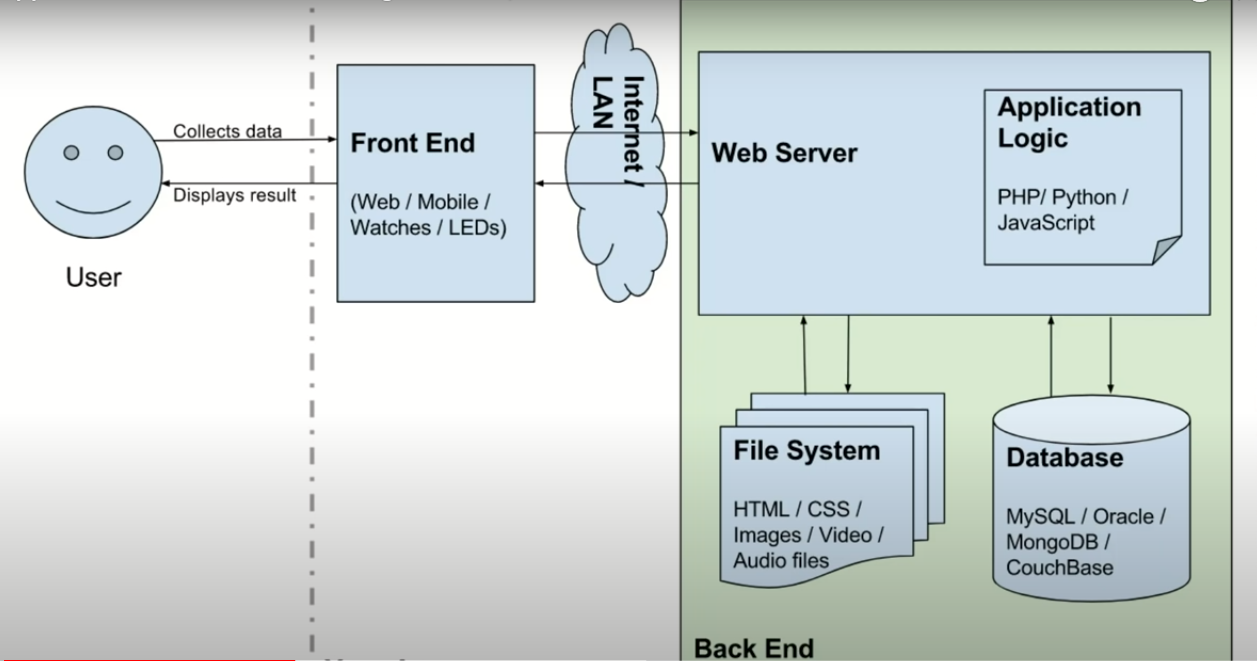 Collects data
Displays result
User
Front End
(Web / Mobile /
Watches / LEDs)
Internet /
LAN
Web Server
Application
Logic
PHP/ Python /
JavaScript
File System
HTML / CSS /
Images / Video /
Audio files
Database
MySQL / Oracle /
MongoDB /
CouchBase
Back End